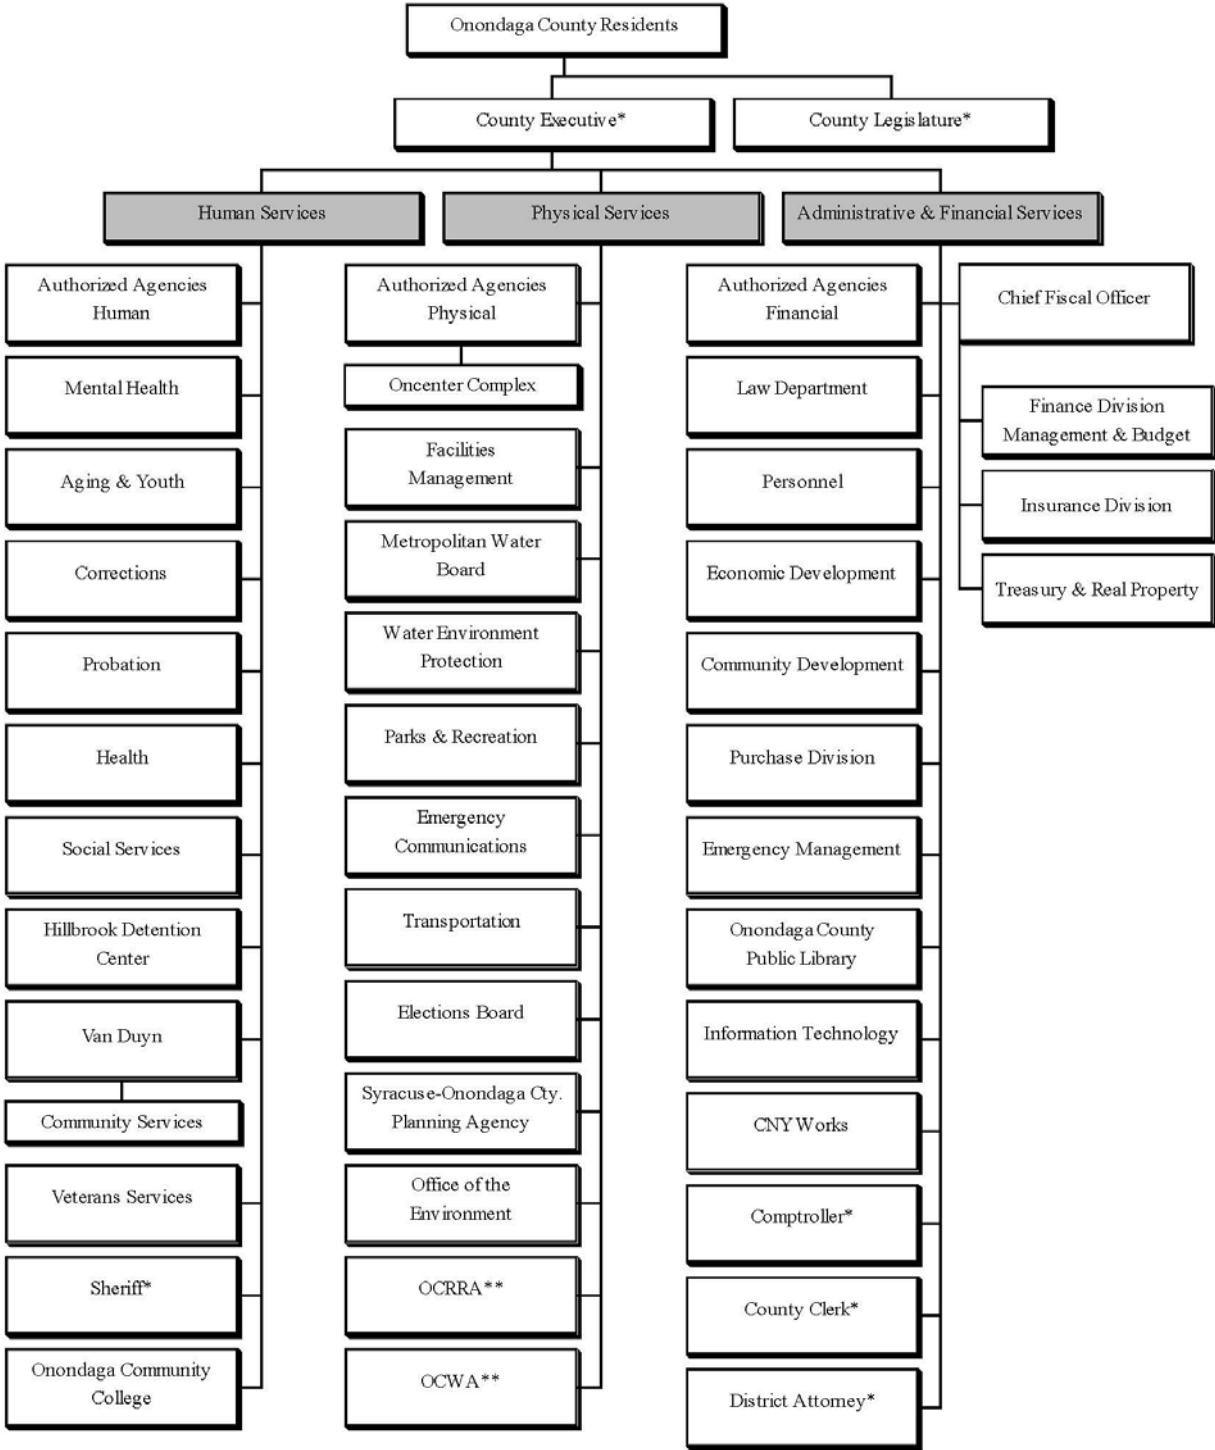 Onondaga County Residents
County Executive*
County Legislature*
Human Services
Physical Services
Administrative & Financial Services
Authorized Agencies
Human
Mental Health
Aging & Youth
Corrections
Probation
Health
Social Services
Hillbrook Detention
Center
Van Duyn
Community Services
Veterans Services
Sheriff*
Onondaga Community
College
Authorized Agencies
Physical
Oncenter Complex
Facilities
Management
Metropolitan Water
Board
Water Environment
Protection
Parks & Recreation
Emergency
Communications
Transportation
Elections Board
Syracuse-Onondaga Cty.
Planning Agency
Office of the
Environment
OCRRA**
OCWA**
Authorized Agencies
Financial
Law Department
Personnel
Economic Development
Community Development
Purchase Division
Emergency Management
Onondaga County
Public Library
Information Technology
CNY Works
Comptroller*
County Clerk*
District Attorney*
Chief Fiscal Officer
Finance Division
Management & Budget
Insurance Division
Treasury & Real Property